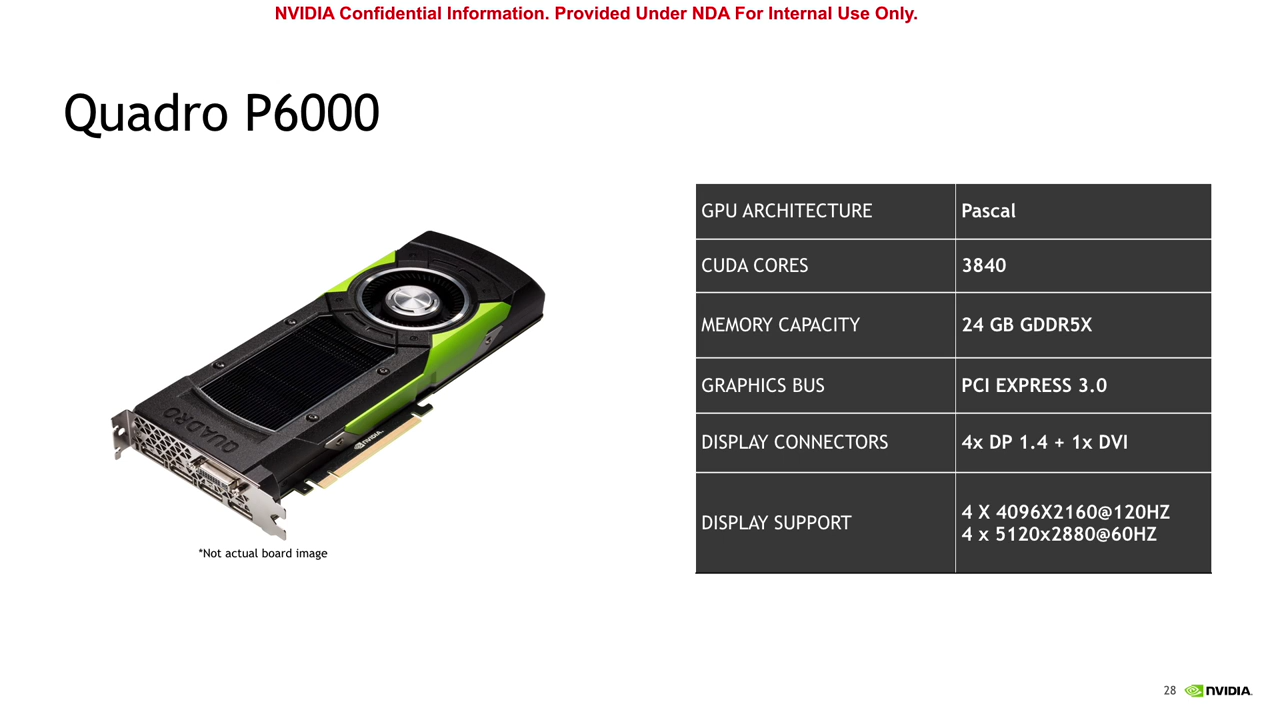 NVIDIA Confidential Information. Provided Under NDA For Internal Use Only.
Quadro P6000
QUADRO
NVIDIA.
*Not actual board image
GPU ARCHITECTURE Pascal
CUDA CORES 3840
MEMORY CAPACITY 24 GB GDDR5X
GRAPHICS BUS PCI EXPRESS 3.0
DISPLAY CONNECTORS 4x DP 1.4 + 1x DVI
DISPLAY SUPPORT 4 X 4096X2160@120HZ
4 x 5120x2880@60HZ
28 NVIDIA.